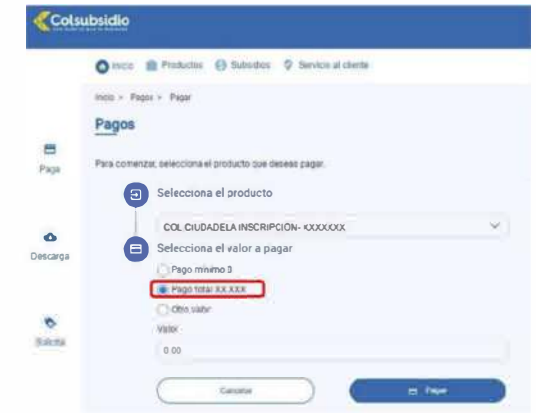 Colsubsidio
Inicio Productos Subsidios Servicio al cliente
Inicio > Pagos > Pagar
Pagos
Paga
Para comenzar, selecciona el producto que deseas pagar.
Selecciona el producto
COL CIUDADELA INSCRIPCIÓN- XXXXXXX
Descarga
Selecciona el valor a pagar
Pago mínimo 0
Pago total XX.XXX
Otro valor
Valor
Solicita
0.00
Cancelar
Pagar